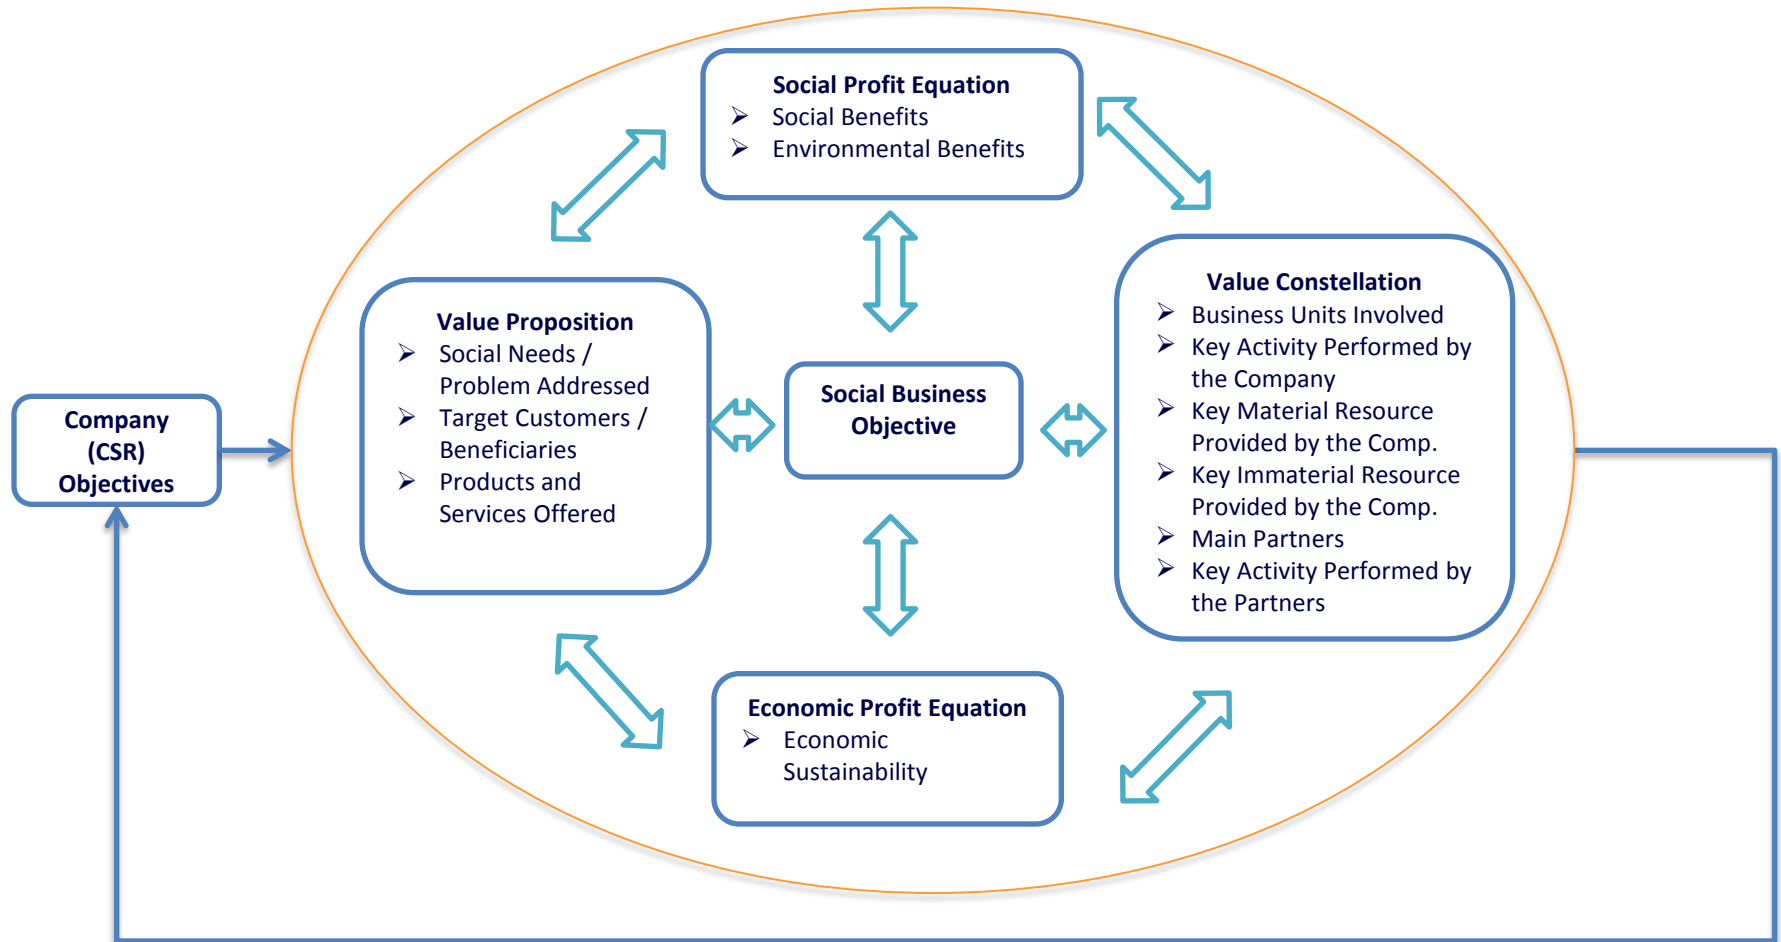 Social Profit Equation
➢ Social Benefits
➢ Environmental Benefits
Value Proposition
➢ Social Needs /
Problem Addressed
➢ Target Customers /
Beneficiaries
➢ Products and
Services Offered
Social Business
Objective
Value Constellation
➢ Business Units Involved
➢ Key Activity Performed by
the Company
➢ Key Material Resource
Provided by the Comp.
➢ Key Immaterial Resource
Provided by the Comp.
➢ Main Partners
➢ Key Activity Performed by
the Partners
Company
(CSR)
Objectives
Economic Profit Equation
➢ Economic
Sustainability